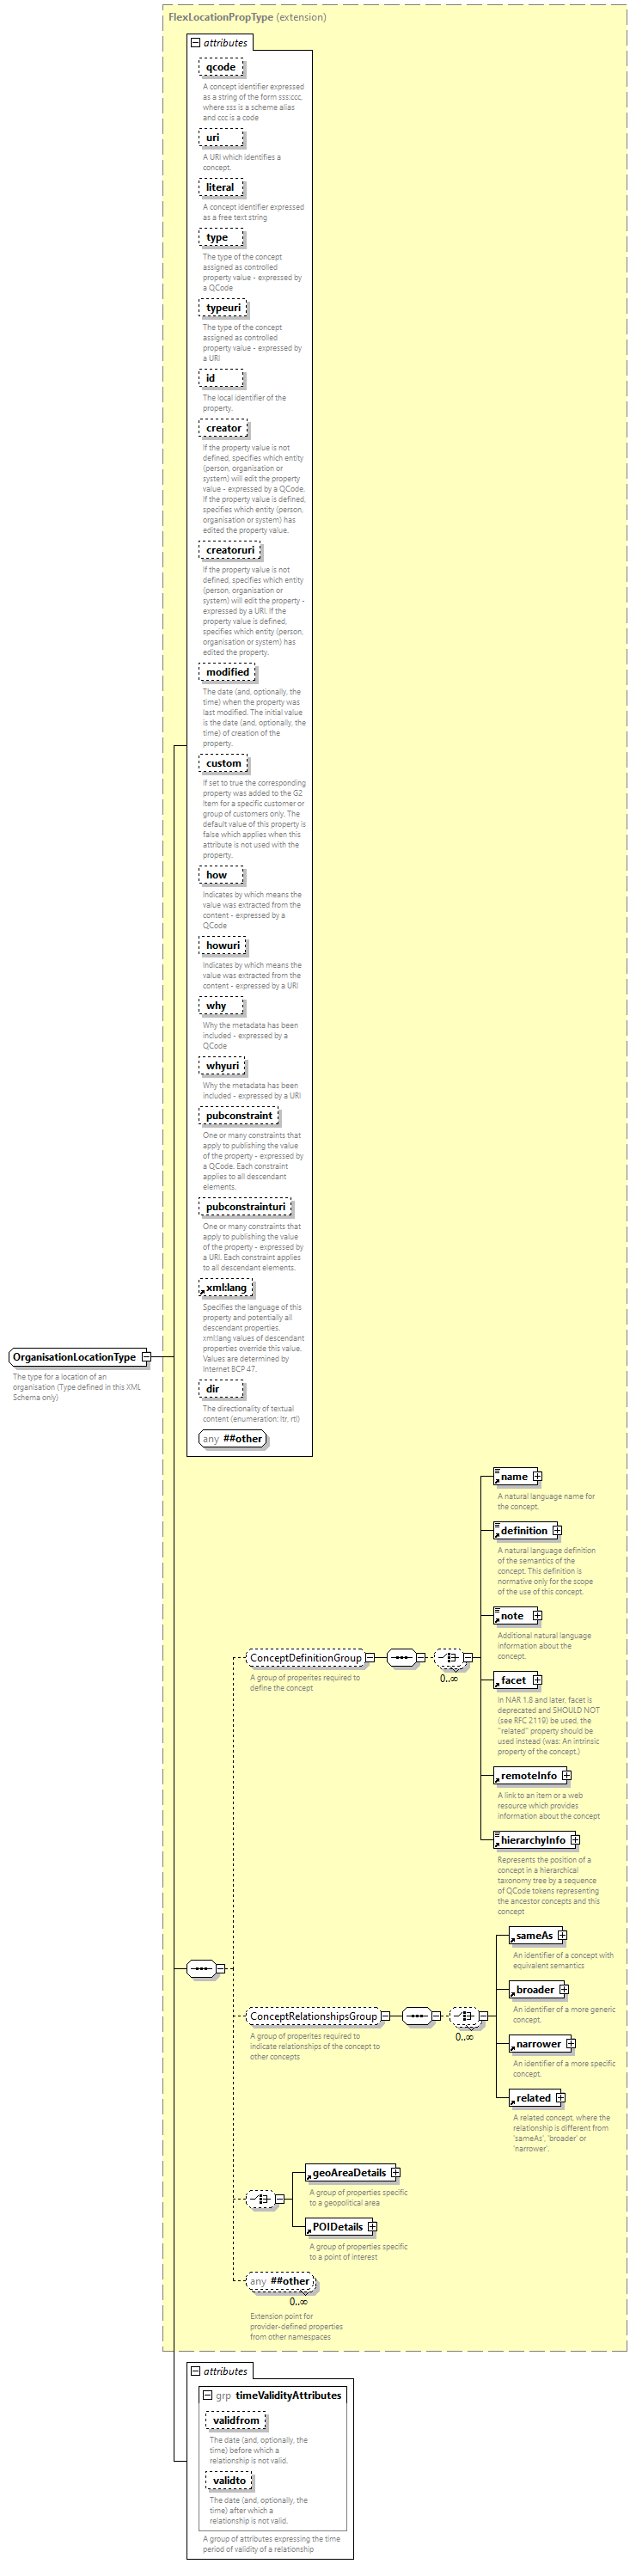 FlexLocationPropType (extension)
attributes
qcode
A concept identifier expressed
as a string of the form sss:ccc,
where sss is a scheme alias
and ccc is a code
uri
A URI which identifies a
concept.
literal
A concept identifier expressed
as a free text string
type
The type of the concept
assigned as controlled
property value - expressed by
a QCode
typeuri
The type of the concept
assigned as controlled
property value - expressed by
a URI
id
The local identifier of the
property.
creator
If the property value is not
defined, specifies which entity
(person, organisation or
system) will edit the property
value - expressed by a QCode.
If the property value is defined,
specifies which entity (person,
organisation or system) has
edited the property value.
creatoruri
If the property value is not
defined, specifies which entity
(person, organisation or
system) will edit the property -
expressed by a URI. If the
property value is defined,
specifies which entity (person,
organisation or system) has
edited the property.
modified
The date (and, optionally, the
time) when the property was
last modified. The initial value
is the date (and, optionally, the
time) of creation of the
property.
custom
If set to true the corresponding
property was added to the G2
Item for a specific customer or
group of customers only. The
default value of this property is
false which applies when this
attribute is not used with the
property.
how
Indicates by which means the
value was extracted from the
content - expressed by a
QCode
howuri
Indicates by which means the
value was extracted from the
content - expressed by a URI
why
Why the metadata has been
included - expressed by a
QCode
whyuri
Why the metadata has been
included - expressed by a URI
pubconstraint
One or many constraints that
apply to publishing the value
of the property - expressed by
a QCode. Each constraint
applies to all descendant
elements.
pubconstrainturi
One or many constraints that
apply to publishing the value
of the property - expressed by
a URI. Each constraint applies
to all descendant elements.
xml:lang
Specifies the language of this
property and potentially all
descendant properties.
xml:lang values of descendant
properties override this value.
Values are determined by
Internet BCP 47.
dir
The directionality of textual
content (enumeration: ltr, rtl)
any ##other
OrganisationLocationType
The type for a location of an
organisation (Type defined in this XML
Schema only)
ConceptDefinitionGroup
A group of properites required to
define the concept
0..∞
name
A natural language name for
the concept.
definition
A natural language definition
of the semantics of the
concept. This definition is
normative only for the scope
of the use of this concept.
note
Additional natural language
information about the
concept.
facet
In NAR 1.8 and later, facet is
deprecated and SHOULD NOT
(see RFC 2119) be used, the
"related" property should be
used instead (was: An intrinsic
property of the concept.)
remoteInfo
A link to an item or a web
resource which provides
information about the concept
hierarchyInfo
Represents the position of a
concept in a hierarchical
taxonomy tree by a sequence
of QCode tokens representing
the ancestor concepts and this
concept
ConceptRelationshipsGroup
A group of properites required to
indicate relationships of the concept to
other concepts
0..∞
sameAs
An identifier of a concept with
equivalent semantics
broader
An identifier of a more generic
concept.
narrower
An identifier of a more specific
concept.
related
A related concept, where the
relationship is different from
'sameAs', 'broader' or
'narrower'.
geoAreaDetails
A group of properties specific
to a geopolitical area
POIDetails
A group of properties specific
to a point of interest
any ##other
0..∞
Extension point for
provider-defined properties
from other namespaces
attributes
grp timeValidityAttributes
validfrom
The date (and, optionally, the
time) before which a
relationship is not valid.
validto
The date (and, optionally, the
time) after which a
relationship is not valid.
A group of attributes expressing the time
period of validity of a relationship